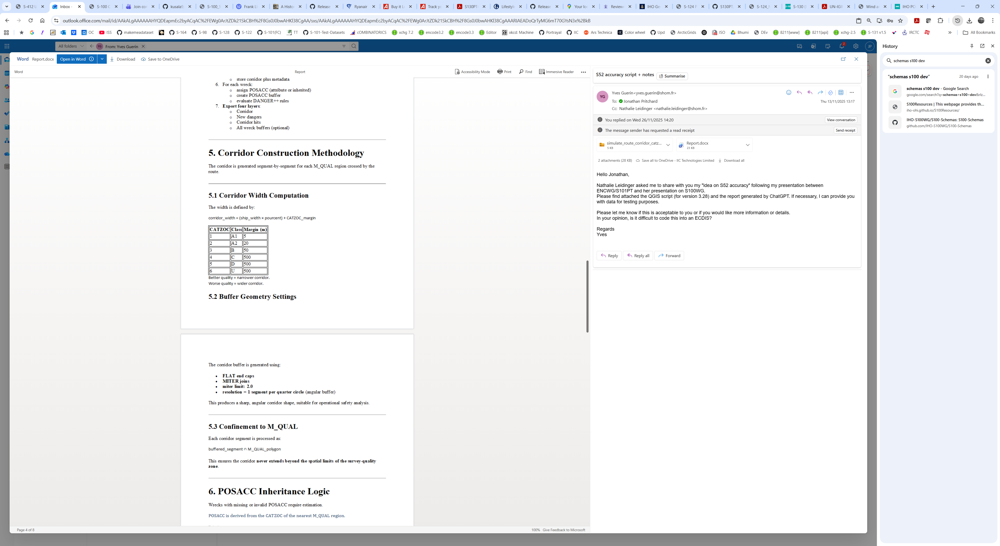 S-412 U
Inbox -
S-100 C
Join cor
kusala9
S-100_5
Frank Ll
A Histor
Release
Ryanair
Buy it L
Track yo
S130PT-
Lifestyle
Release
Your loc
Review
IHO Ge
S-124 P
S130PT
S-124_I
S-130 (
UN-IGIF
Wind a
IHO PO
outlook.office.com/mail/id/AAkALgAAAAAAHYQDEapmEc2byACqAC%2FEWg0ArJtZDk21SkCBH%2F8Gs0J0bwAHKl38CgAA/sxs/AAkALgAAAAAAHYQDEapmEc2byACqAC%2FEWg0ArJtZDk21SkCBH%2F8Gs0J0bwAHKl38CgAAARIAEADoQrTyMG6mT70GYsN3x%2BkB
OC
ISS
makemeadataset
S-164
S-98
S-128
S-122
S-101(FC)
TT
S-101-Test-Datasets
cOMBINATORICS
xchg 7.2
encode3.2
encode3.3
Editor
xkcd: Machine
Portrayal
IIC
Ars Technica
Color wheel
Upd
ArcticGrids
ISO
Bhumi
DEv
8211[www]
8211[api]
xchg-2.5
S-131 v1.5
IRCTC
All Bookmarks
All folders
YG
From: Yves Guerin
2
JP
Word
Report.docx
Open in Word
Download
Save to OneDrive
Word
Report
Accessibility Mode
Print
Find
Immersive Reader
o store corridor plus metadata
6. For each wreck:
o assign POSACC (attribute or inherited)
o create POSACC buffer
o evaluate DANGER++ rules
7. Export four layers:
o Corridor
o New dangers
o Corridor hits
o All wreck buffers (optional)
5. Corridor Construction Methodology
The corridor is generated segment-by-segment for each M_QUAL region crossed by the
route.
5.1 Corridor Width Computation
The width is defined by:
corridor_width = (ship_width × pourcent) + CATZOC_margin
CATZOC Class Margin (m)
1 A1 5
2 A2 20
3 B 50
4 C 500
5 D 500
6 U 500
Better quality = narrower corridor.
Worse quality = wider corridor.
5.2 Buffer Geometry Settings
The corridor buffer is generated using:
• FLAT end caps
• MITER joins
• miter limit: 2.0
• resolution = 1 segment per quarter circle (angular buffer)
This produces a sharp, angular corridor shape, suitable for operational safety analysis.
5.3 Confinement to M_QUAL
Each corridor segment is processed as:
buffered_segment ∩ M_QUAL_polygon
This ensures the corridor never extends beyond the spatial limits of the survey-quality
zone.
6. POSACC Inheritance Logic
Wrecks with missing or invalid POSACC require estimation.
POSACC is derived from the CATZOC of the nearest M_QUAL region.
Page 4 of 8
100%
Give Feedback to Microsoft
S52 accuracy script + notes
Summarise
YG
Yves Guerin<yves.guerin@shom.fr>
To: Jonathan Pritchard
Thu 13/11/2025 13:17
Cc: Nathalie Leidinger <nathalie.leidinger@shom.fr>
You replied on Wed 26/11/2025 14:20
View conversation
The message sender has requested a read receipt
Send receipt
simulate_route_corridor_catz...
5 KB
Report.docx
23 KB
2 attachments (28 KB)
Save all to OneDrive - IIC Technologies Limited
Download all
Hello Jonathan,
Nathalie Leidinger asked me to share with you my "idea on S52 accuracy" following my presentation between
ENCWG/S101PT and her presentation on S100WG.
Please find attached the QGIS script (for version 3.28) and the report generated by ChatGPT. If necessary, I can provide you
with data for testing purposes.
Please let me know if this is acceptable to you or if you would like more information or details.
In your opinion, is it difficult to code this into an ECDIS?
Regards
Yves
Reply
Reply all
Forward
History
schemas s100 dev
"schemas s100 dev"
20 days ago
schemas s100 dev - Google Search
google.com/search?q=schemas+s100+dev&rlz...
S100Resources | This webpage provides th...
iho-ohi.github.io/S100Resources/
IHO-S100WG/S100-Schemas: S100-Schemas
github.com/IHO-S100WG/S100-Schemas